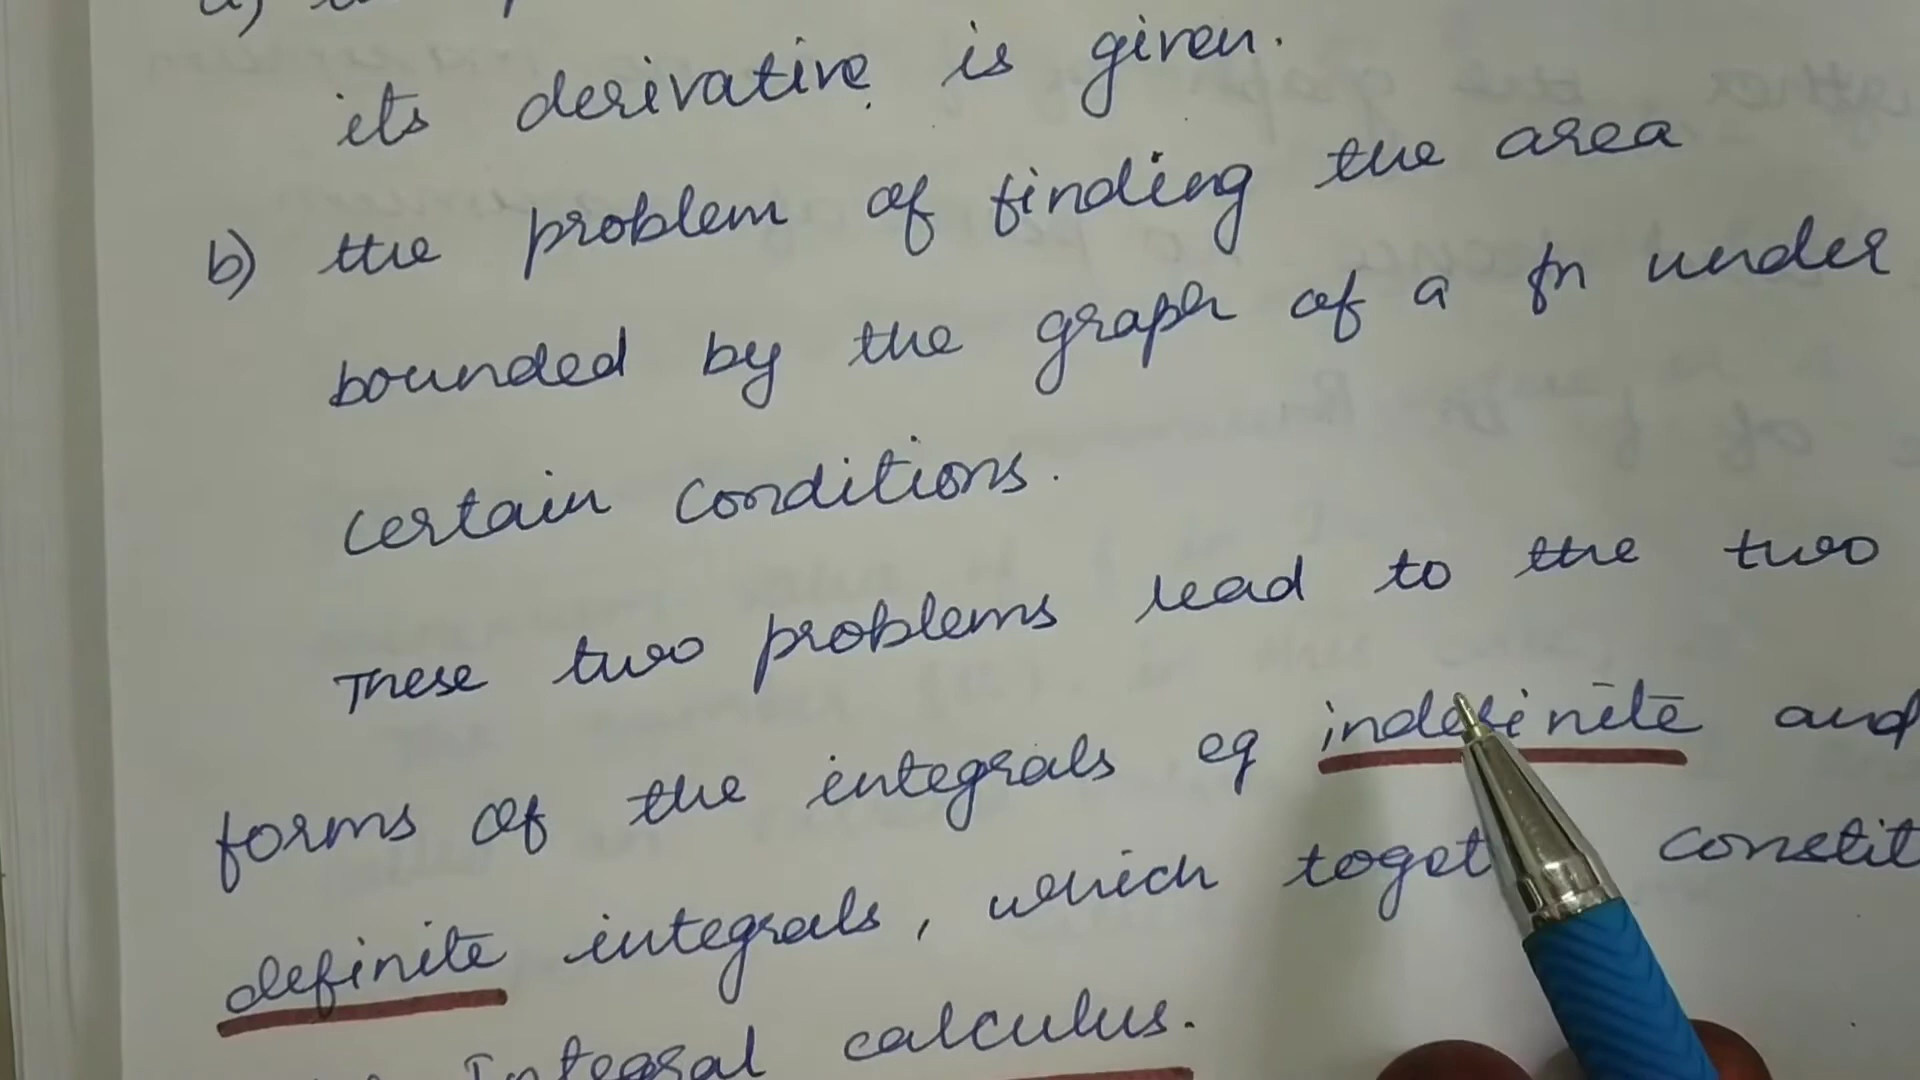 its derivative is given.
b) the problem of finding the area
bounded by the graph of a fn under
certain conditions.
These two problems lead to the two
forms of the integrals eg indefinite and
definite integrals, which toget constit
Integral calculus.